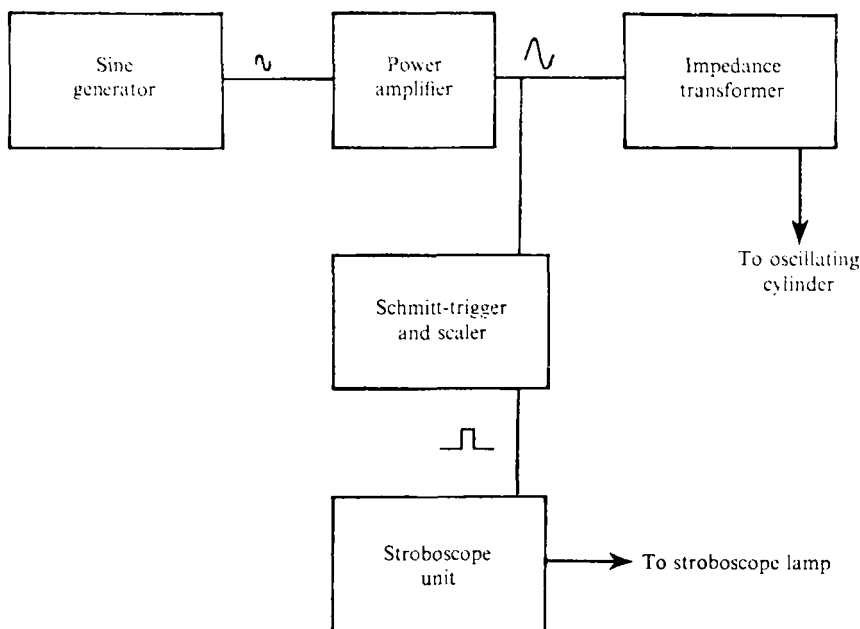 Sine
generator
Power
amplifier
Impedance
transformer
To oscillating
cylinder
Schmitt-trigger
and scaler
Stroboscope
unit
To stroboscope lamp